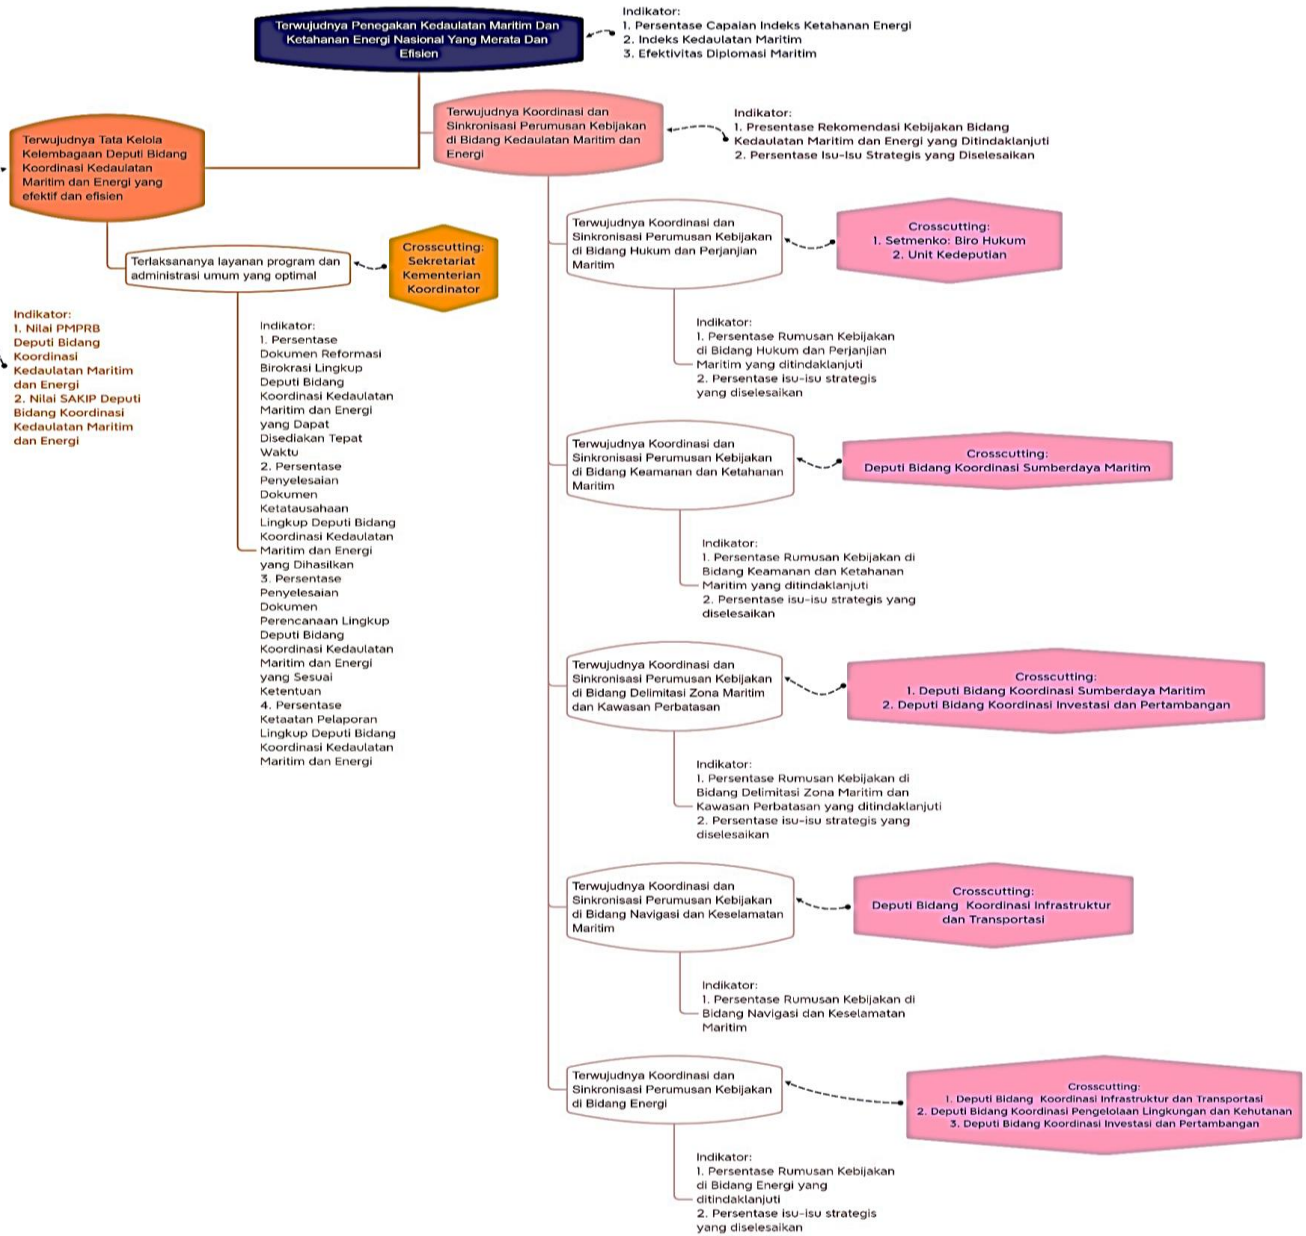 Terwujudnya Penegakan Kedaulatan Maritim Dan
Ketahanan Energi Nasional Yang Merata Dan
Efisien
Indikator:
1. Persentase Capaian Indeks Ketahanan Energi
2. Indeks Kedaulatan Maritim
3. Efektivitas Diplomasi Maritim
Terwujudnya Tata Kelola
Kelembagaan Deputi Bidang
Koordinasi Kedaulatan
Maritim dan Energi yang
efektif dan efisien
Terwujudnya Koordinasi dan
Sinkronisasi Perumusan Kebijakan
di Bidang Kedaulatan Maritim dan
Energi
Indikator:
1. Presentase Rekomendasi Kebijakan Bidang
Kedaulatan Maritim dan Energi yang Ditindaklanjuti
2. Persentase Isu-Isu Strategis yang Diselesaikan
Terlaksananya layanan program dan
administrasi umum yang optimal
Crosscutting:
Sekretariat
Kementerian
Koordinator
Indikator:
1. Nilai PMPRB
Deputi Bidang
Koordinasi
Kedaulatan Maritim
dan Energi
2. Nilai SAKIP Deputi
Bidang Koordinasi
Kedaulatan Maritim
dan Energi
Indikator:
1. Persentase
Dokumen Reformasi
Birokrasi Lingkup
Deputi Bidang
Koordinasi Kedaulatan
Maritim dan Energi
yang Dapat
Disediakan Tepat
Waktu
2. Persentase
Penyelesaian
Dokumen
Ketatausahaan
Lingkup Deputi Bidang
Koordinasi Kedaulatan
Maritim dan Energi
yang Dihasilkan
3. Persentase
Penyelesaian
Dokumen
Perencanaan Lingkup
Deputi Bidang
Koordinasi Kedaulatan
Maritim dan Energi
yang Sesuai
Ketentuan
4. Persentase
Ketaatan Pelaporan
Lingkup Deputi Bidang
Koordinasi Kedaulatan
Maritim dan Energi
Terwujudnya Koordinasi dan
Sinkronisasi Perumusan Kebijakan
di Bidang Hukum dan Perjanjian
Maritim
Crosscutting:
1. Setmenko: Biro Hukum
2. Unit Kedeputian
Indikator:
1. Persentase Rumusan Kebijakan
di Bidang Hukum dan Perjanjian
Maritim yang ditindaklanjuti
2. Persentase isu-isu strategis
yang diselesaikan
Terwujudnya Koordinasi dan
Sinkronisasi Perumusan Kebijakan
di Bidang Keamanan dan Ketahanan
Maritim
Crosscutting:
Deputi Bidang Koordinasi Sumberdaya Maritim
Indikator:
1. Persentase Rumusan Kebijakan di
Bidang Keamanan dan Ketahanan
Maritim yang ditindaklanjuti
2. Persentase isu-isu strategis yang
diselesaikan
Terwujudnya Koordinasi dan
Sinkronisasi Perumusan Kebijakan
di Bidang Delimitasi Zona Maritim
dan Kawasan Perbatasan
Crosscutting:
1. Deputi Bidang Koordinasi Sumberdaya Maritim
2. Deputi Bidang Koordinasi Investasi dan Pertambangan
Indikator:
1. Persentase Rumusan Kebijakan di
Bidang Delimitasi Zona Maritim dan
Kawasan Perbatasan yang ditindaklanjuti
2. Persentase isu-isu strategis yang
diselesaikan
Terwujudnya Koordinasi dan
Sinkronisasi Perumusan Kebijakan
di Bidang Navigasi dan Keselamatan
Maritim
Crosscutting:
Deputi Bidang Koordinasi Infrastruktur
dan Transportasi
Indikator:
1. Persentase Rumusan Kebijakan di
Bidang Navigasi dan Keselamatan
Maritim
Terwujudnya Koordinasi dan
Sinkronisasi Perumusan Kebijakan
di Bidang Energi
Crosscutting:
1. Deputi Bidang Koordinasi Infrastruktur dan Transportasi
2. Deputi Bidang Koordinasi Pengelolaan Lingkungan dan Kehutanan
3. Deputi Bidang Koordinasi Investasi dan Pertambangan
Indikator:
1. Persentase Rumusan Kebijakan
di Bidang Energi yang
ditindaklanjuti
2. Persentase isu-isu strategis
yang diselesaikan